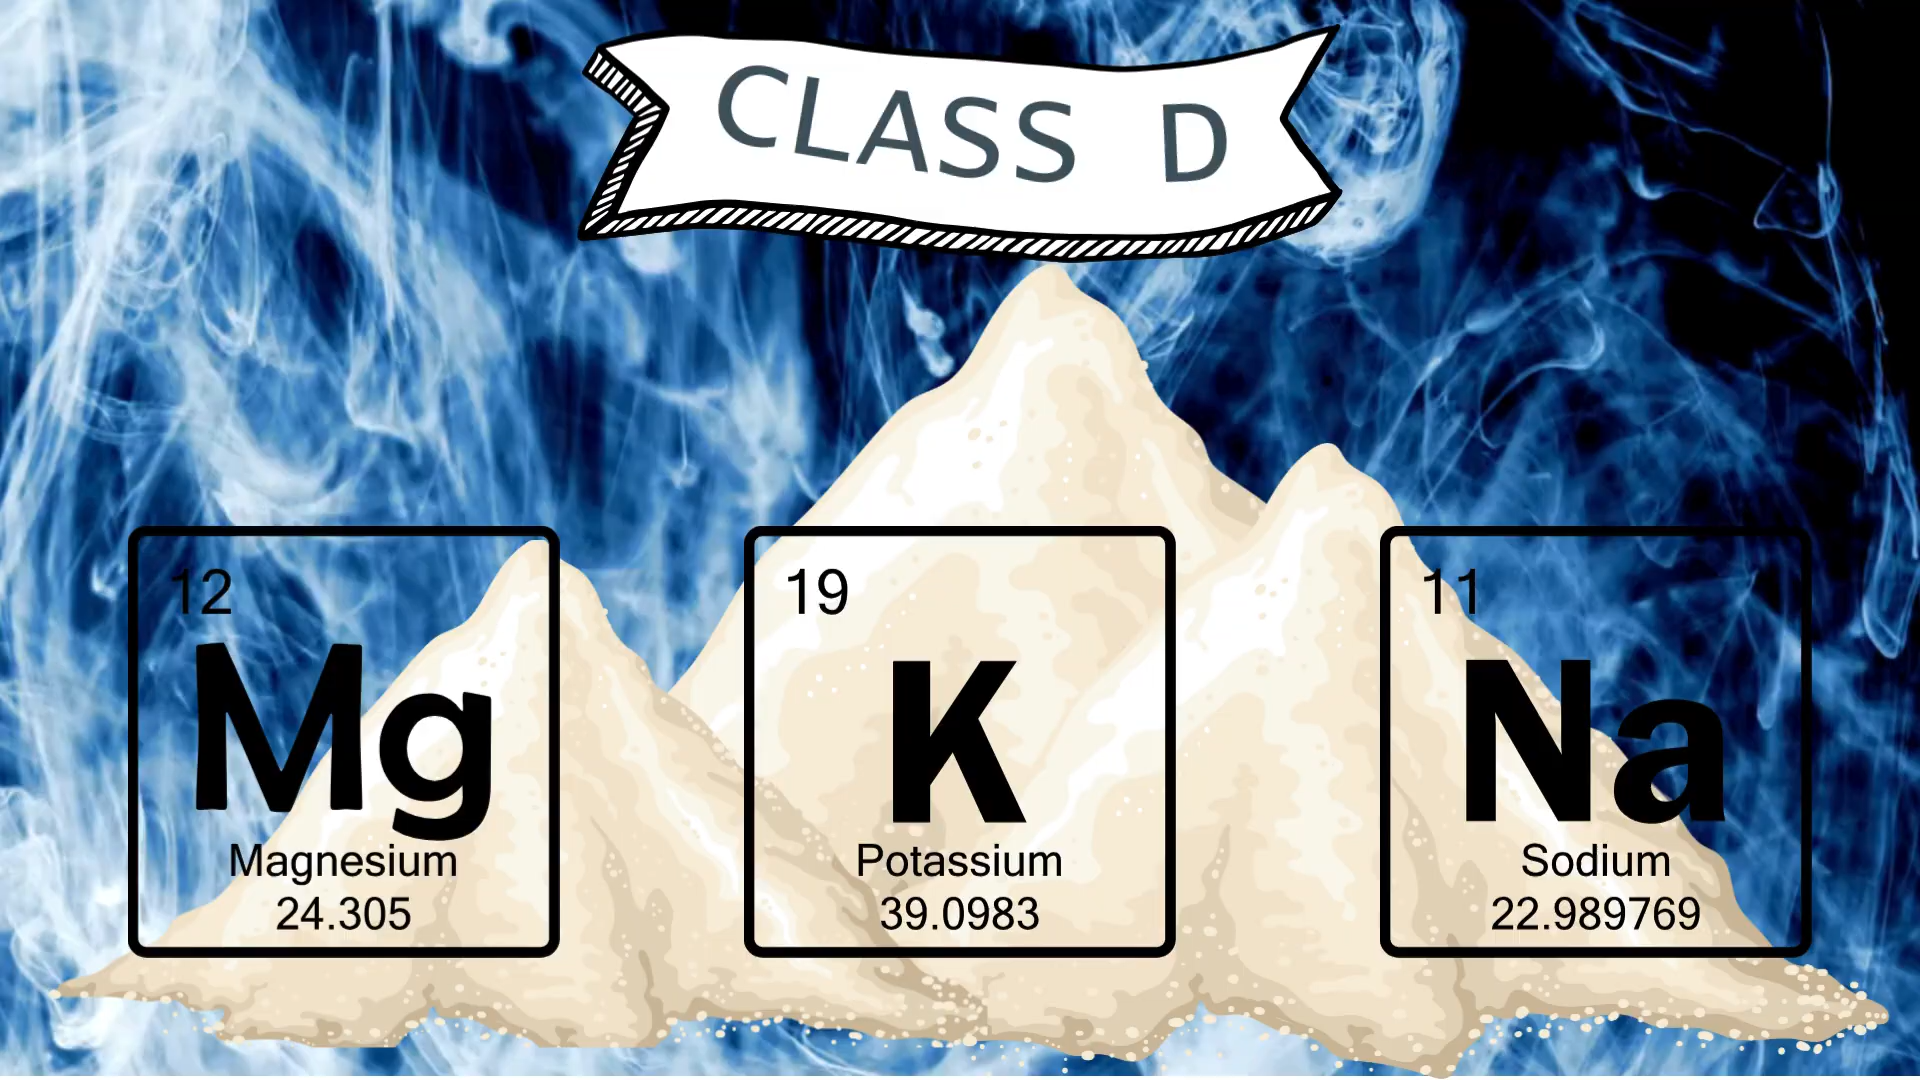 CLASS D
12
Mg
Magnesium
24.305
19
K
Potassium
39.0983
11
Na
Sodium
22.989769